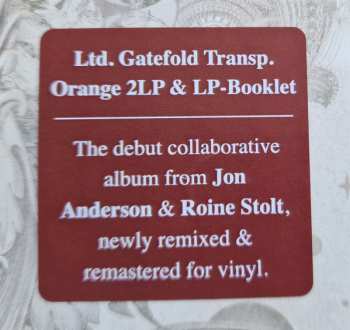 Ltd. Gatefold Transp.
Orange 2LP & LP-Booklet
The debut collaborative
album from Jon
Anderson & Roine Stolt,
newly remixed &
remastered for vinyl.